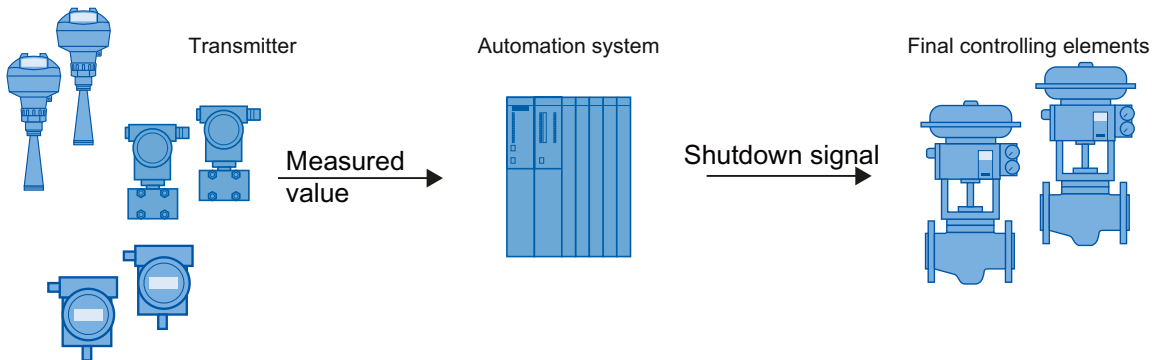 Transmitter
Automation system
Final controlling elements
Measured
value
Shutdown signal